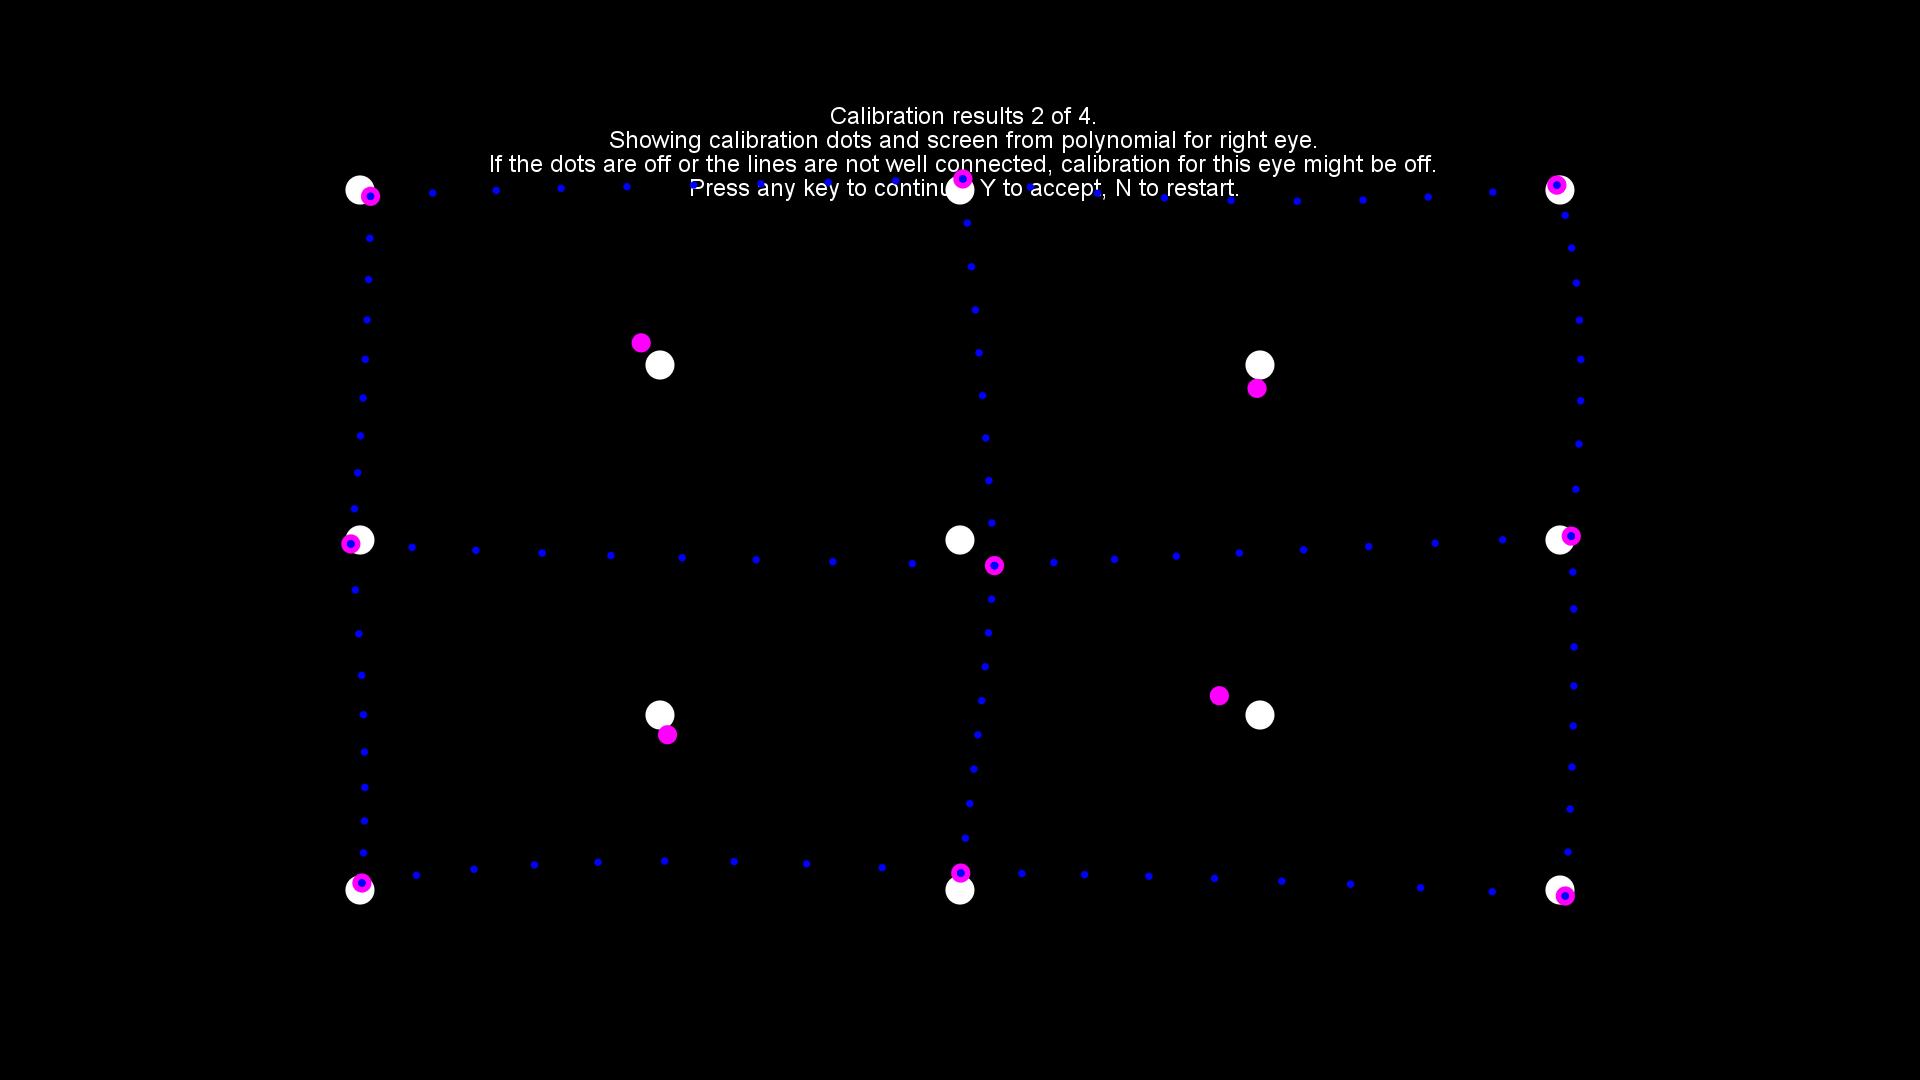 Calibration results 2 of 4.
Showing calibration dots and screen from polynomial for right eye.
If the dots are off or the lines are not well connected, calibration for this eye might be off.
Press any key to continu Y to accept, N to restart.